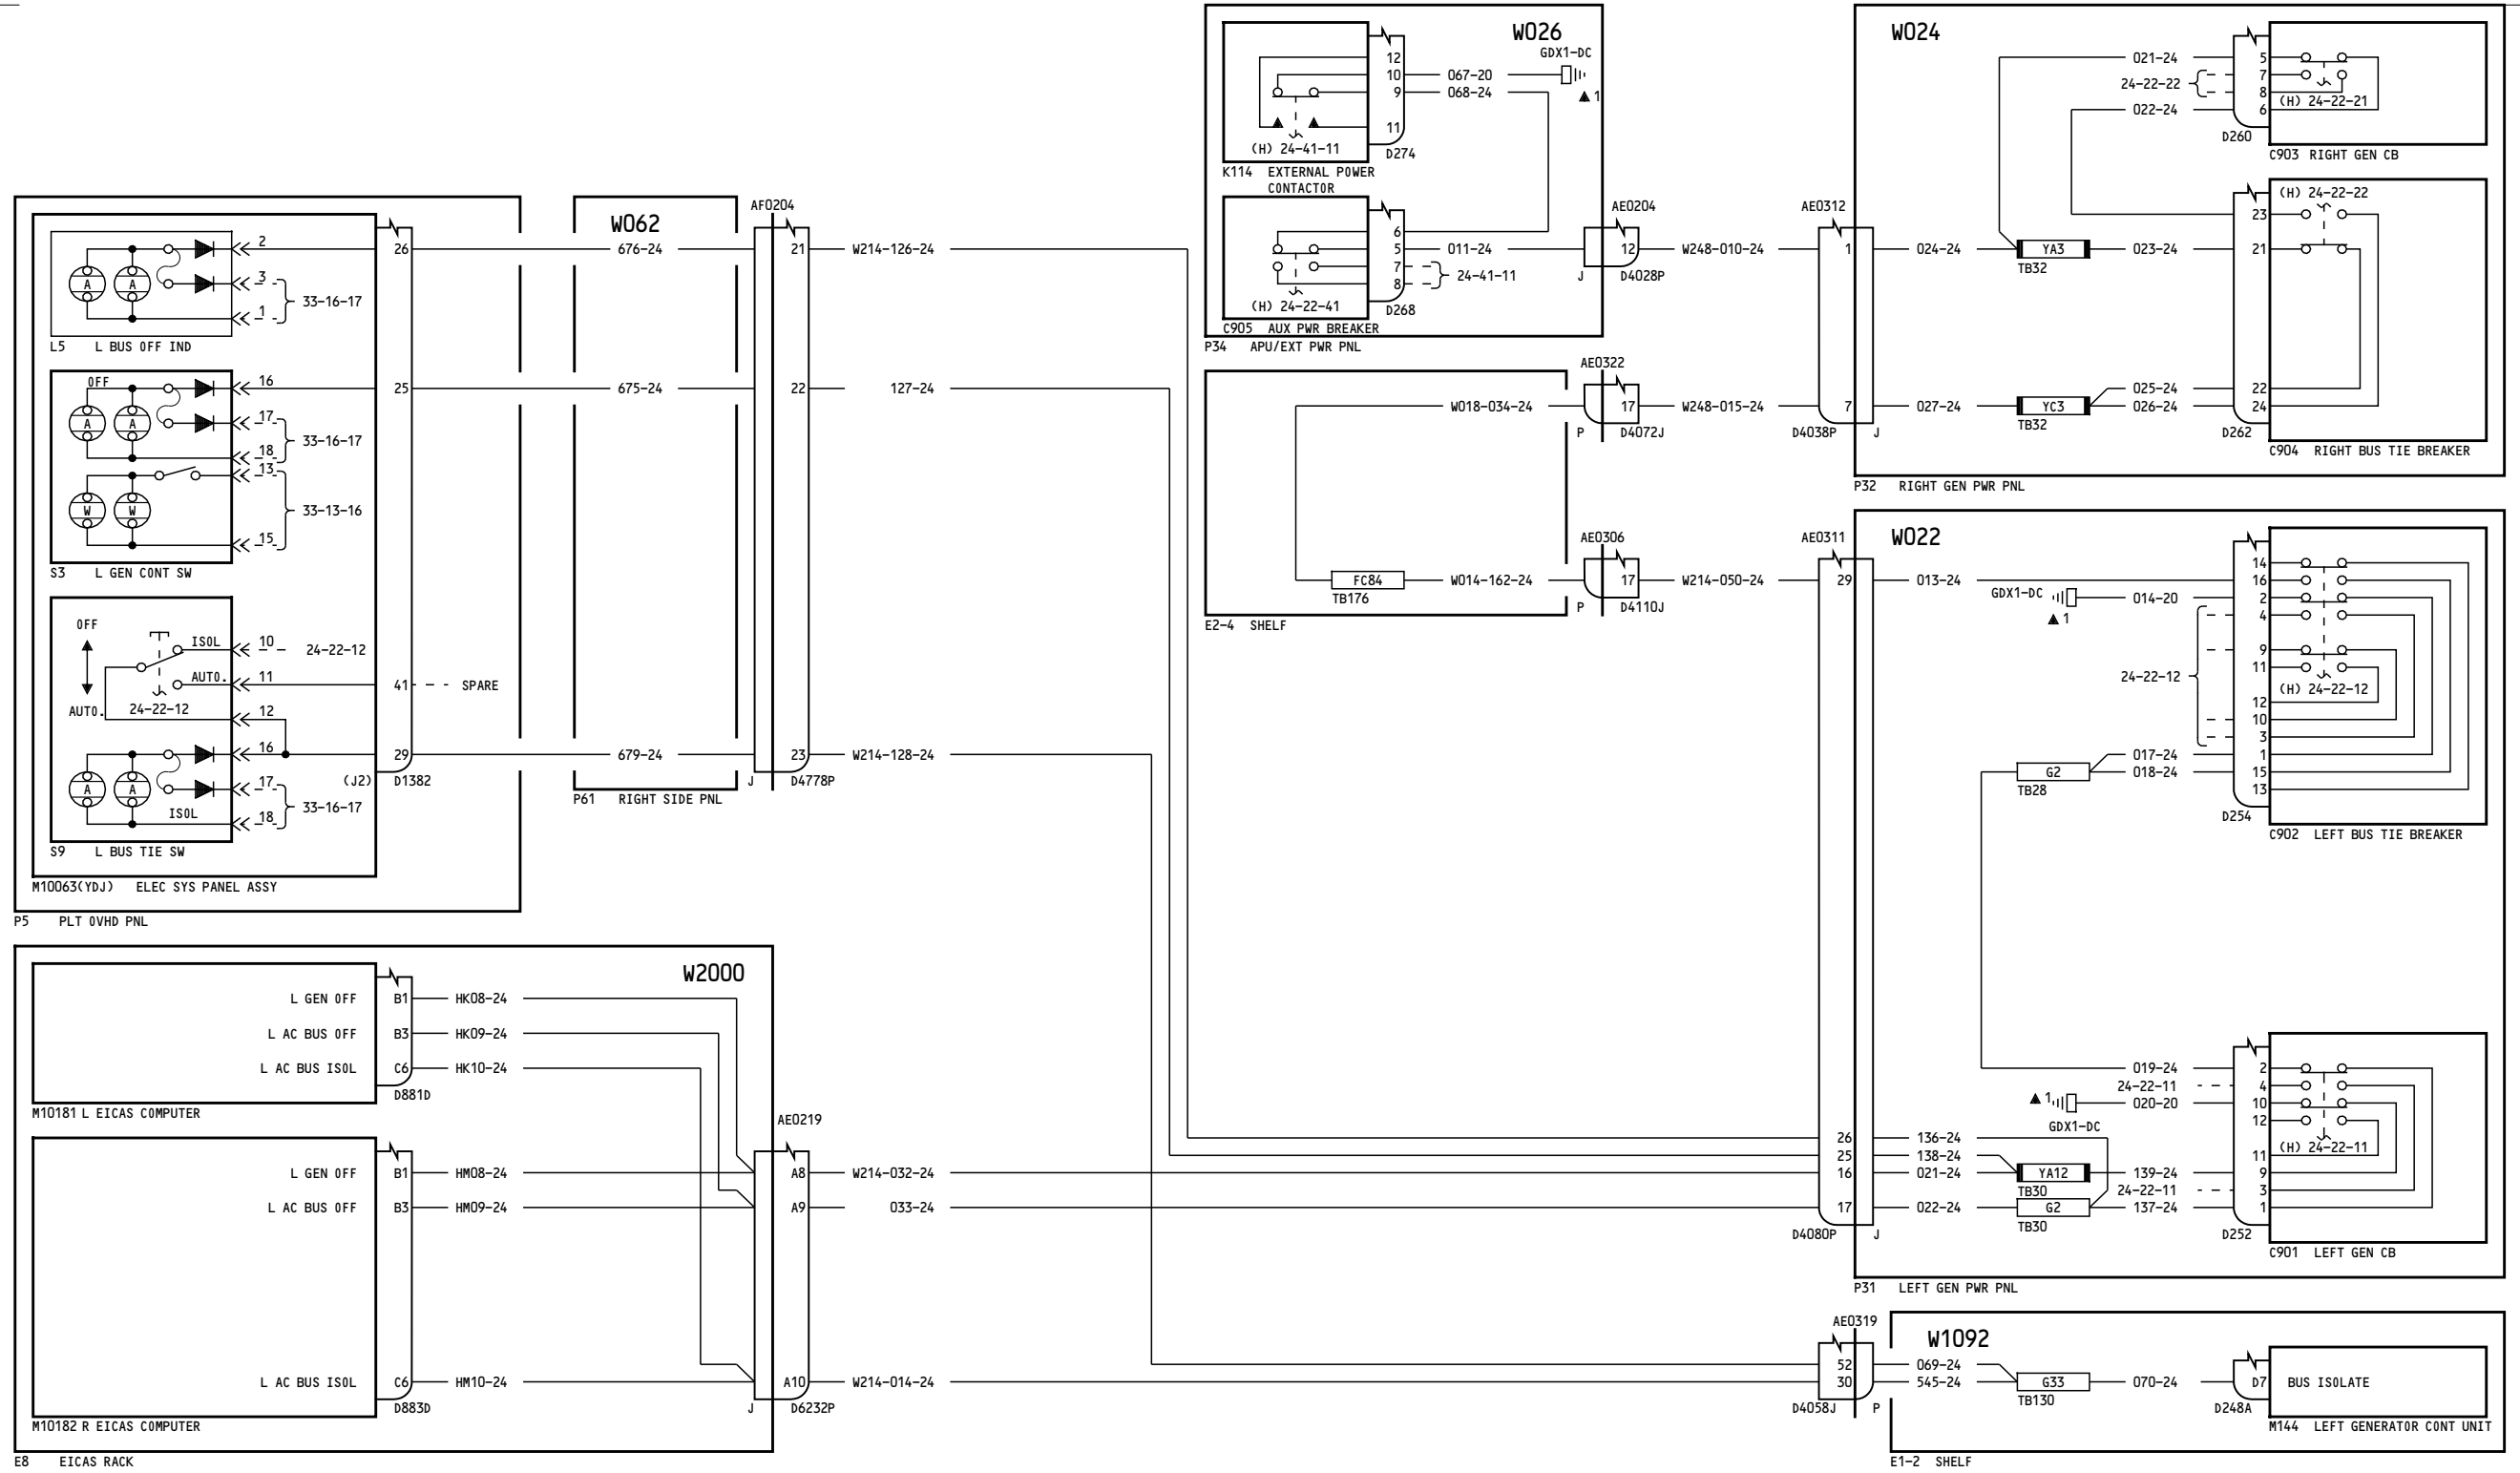 W026
GDX1-DC
▲ 1
12
10
9
11
067-20
068-24
(H) 24-41-11
D274
K114 EXTERNAL POWER
CONTACTOR
6
5
7
8
011-24
24-41-11
(H) 24-22-41
D268
C905 AUX PWR BREAKER
P34 APU/EXT PWR PNL
AE0204
12
J
D4028P
W248-010-24
W024
AE0312
1
7
D4038P
J
021-24
24-22-22
022-24
5
7
8
6
(H) 24-22-21
D260
C903 RIGHT GEN CB
(H) 24-22-22
23
21
22
24
024-24
YA3
TB32
023-24
027-24
YC3
TB32
025-24
026-24
D262
C904 RIGHT BUS TIE BREAKER
P32 RIGHT GEN PWR PNL
AE0322
W018-034-24
17
P
D4072J
W248-015-24
FC84
TB176
W014-162-24
AE0306
17
P
D4110J
W214-050-24
E2-4 SHELF
A
A
2
3
1
33-16-17
L5 L BUS OFF IND
26
OFF
A
A
16
17
18
33-16-17
W
W
13
15
33-13-16
S3 L GEN CONT SW
25
OFF
AUTO.
ISOL
AUTO.
24-22-12
10
24-22-12
11
12
41
SPARE
A
A
ISOL
16
17
18
33-16-17
29
(J2)
D1382
S9 L BUS TIE SW
M10063(YDJ) ELEC SYS PANEL ASSY
P5 PLT OVHD PNL
W062
676-24
675-24
679-24
P61 RIGHT SIDE PNL
AF0204
21
22
23
J
D4778P
W214-126-24
127-24
W214-128-24
W022
AE0311
29
013-24
GDX1-DC
▲ 1
014-20
24-22-12
14
16
2
4
9
11
12
10
3
1
15
13
(H) 24-22-12
017-24
018-24
G2
TB28
D254
C902 LEFT BUS TIE BREAKER
019-24
24-22-11
▲ 1
020-20
GDX1-DC
2
4
10
12
11
9
3
1
(H) 24-22-11
26
25
16
17
136-24
138-24
021-24
022-24
YA12
TB30
G2
TB30
139-24
24-22-11
137-24
D4080P
J
D252
C901 LEFT GEN CB
P31 LEFT GEN PWR PNL
W2000
L GEN OFF
B1
HK08-24
L AC BUS OFF
B3
HK09-24
L AC BUS ISOL
C6
HK10-24
D881D
M10181 L EICAS COMPUTER
L GEN OFF
B1
HM08-24
L AC BUS OFF
B3
HM09-24
L AC BUS ISOL
C6
HM10-24
D883D
M10182 R EICAS COMPUTER
E8 EICAS RACK
AE0219
A8
A9
A10
J
D6232P
W214-032-24
033-24
W214-014-24
AE0319
52
30
D4058J
P
W1092
069-24
545-24
G33
TB130
070-24
D7
BUS ISOLATE
D248A
M144 LEFT GENERATOR CONT UNIT
E1-2 SHELF